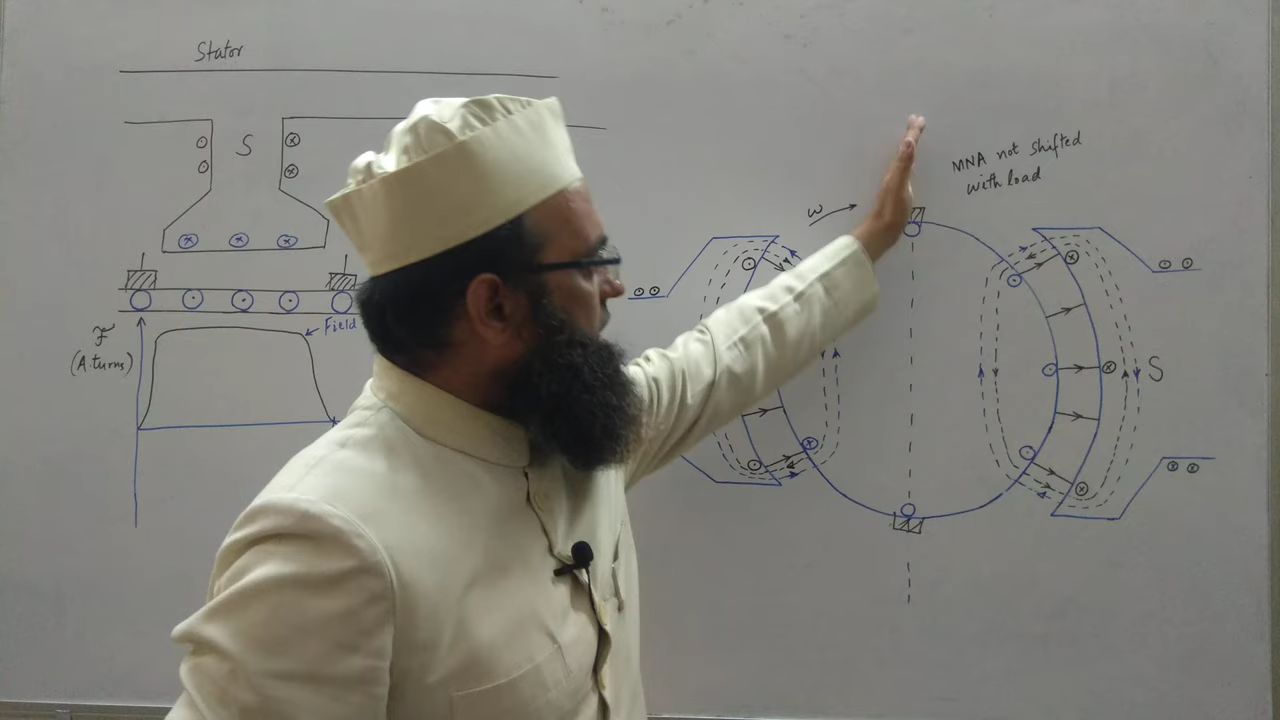 Stator
S
F
(A.turns)
Field
ω
MNA not shifted
with load
S